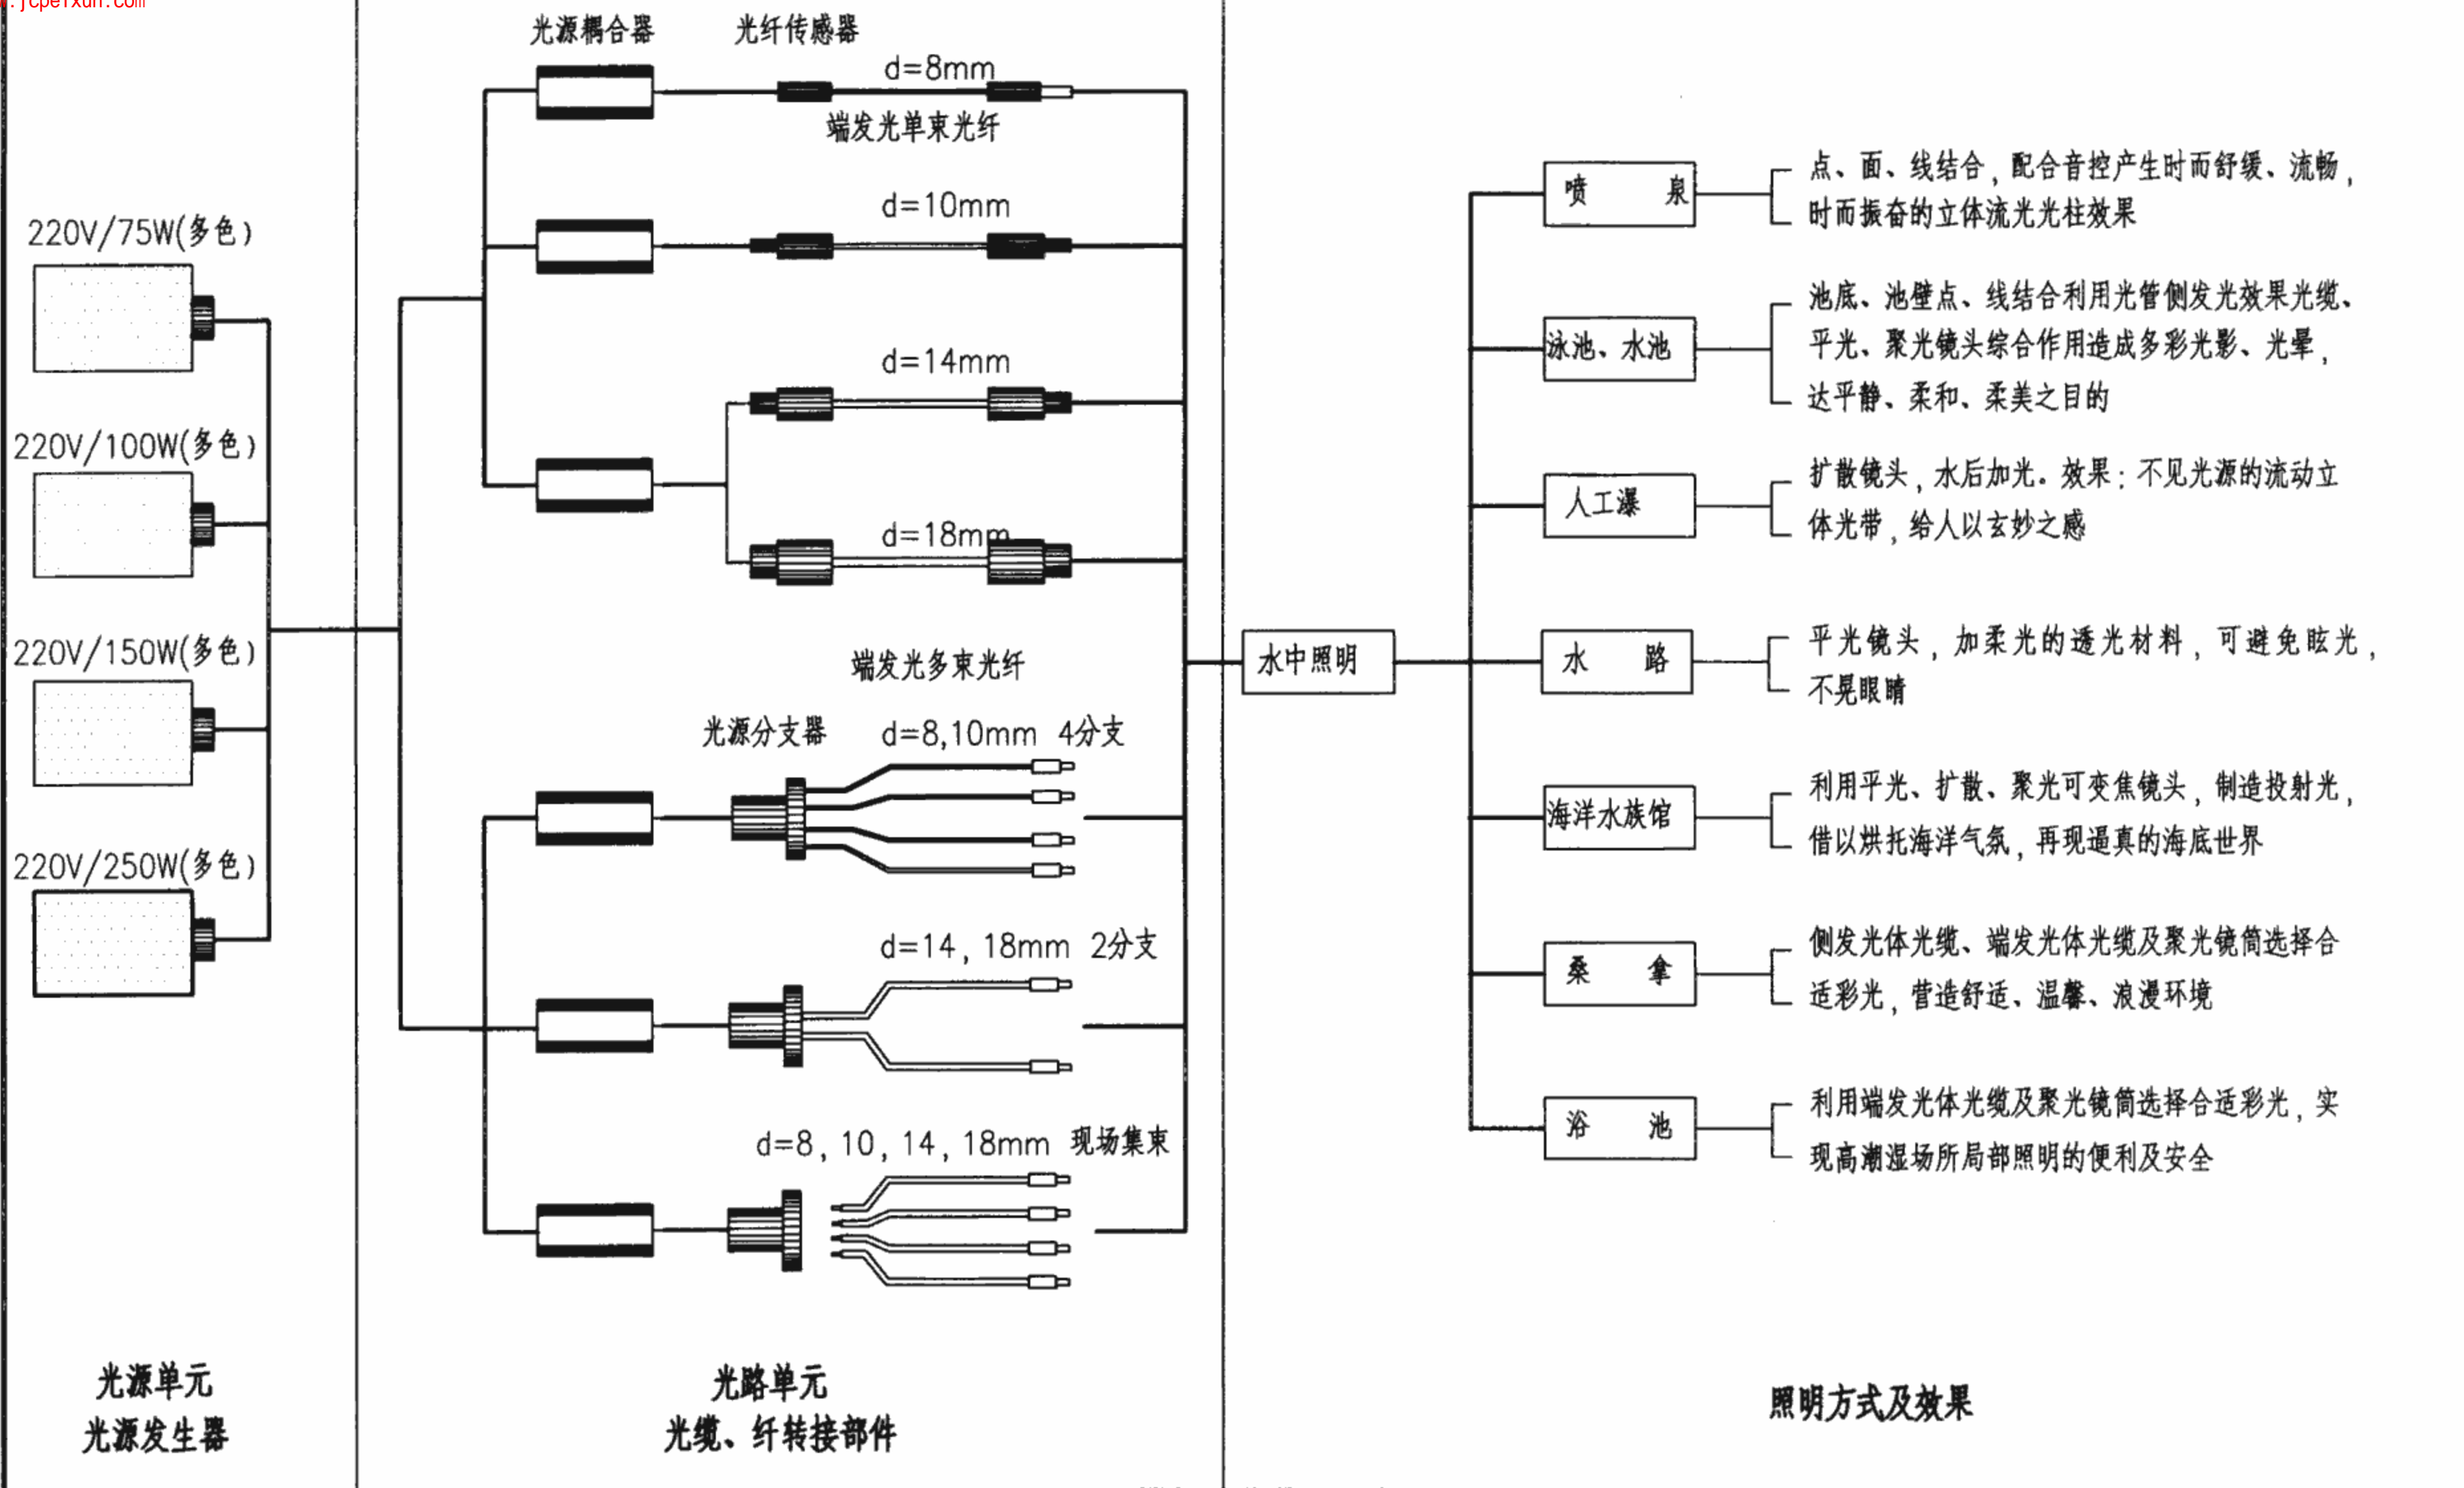 .jcpeixun.com
220V/75W(多色)
220V/100W(多色)
220V/150W(多色)
220V/250W(多色)
光源单元
光源发生器
光源耦合器
光纤传感器
d=8mm
端发光单束光纤
d=10mm
d=14mm
d=18mm
端发光多束光纤
光源分支器
d=8,10mm 4分支
d=14, 18mm 2分支
d=8, 10, 14, 18mm 现场集束
光路单元
光缆、纤转接部件
水中照明
喷 泉
点、面、线结合, 配合音控产生时而舒缓、流畅,
时而振奋的立体流光光柱效果
泳池、水池
池底、池壁点、线结合利用光管侧发光效果光缆、
平光、聚光镜头综合作用造成多彩光影、光晕,
达平静、柔和、柔美之目的
人工瀑
扩散镜头, 水后加光。效果: 不见光源的流动立
体光带, 给人以玄妙之感
水 路
平光镜头, 加柔光的透光材料, 可避免眩光,
不晃眼睛
海洋水族馆
利用平光、扩散、聚光可变焦镜头, 制造投射光,
借以烘托海洋气氛, 再现逼真的海底世界
桑 拿
侧发光体光缆、端发光体光缆及聚光镜筒选择合
适彩光, 营造舒适、温馨、浪漫环境
浴 池
利用端发光体光缆及聚光镜筒选择合适彩光, 实
现高潮湿场所局部照明的便利及安全
照明方式及效果